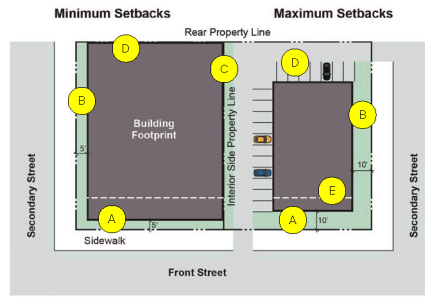 Minimum Setbacks
Maximum Setbacks
Rear Property Line
D
D
C
B
B
Building
Footprint
Interior Side Property Line
Secondary Street
Secondary Street
5'
10'
E
A
A
5'
10'
Sidewalk
Front Street